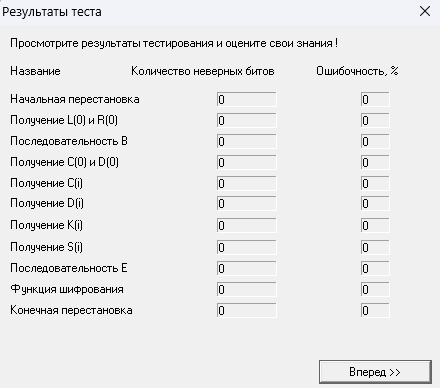 Результаты теста
Просмотрите результаты тестирования и оцените свои знания !
Название Количество неверных битов Ошибочность, %
Начальная перестановка 0 0
Получение L(0) и R(0) 0 0
Последовательность B 0 0
Получение C(0) и D(0) 0 0
Получение C(i) 0 0
Получение D(i) 0 0
Получение K(i) 0 0
Получение S(i) 0 0
Последовательность E 0 0
Функция шифрования 0 0
Конечная перестановка 0 0
Вперед >>